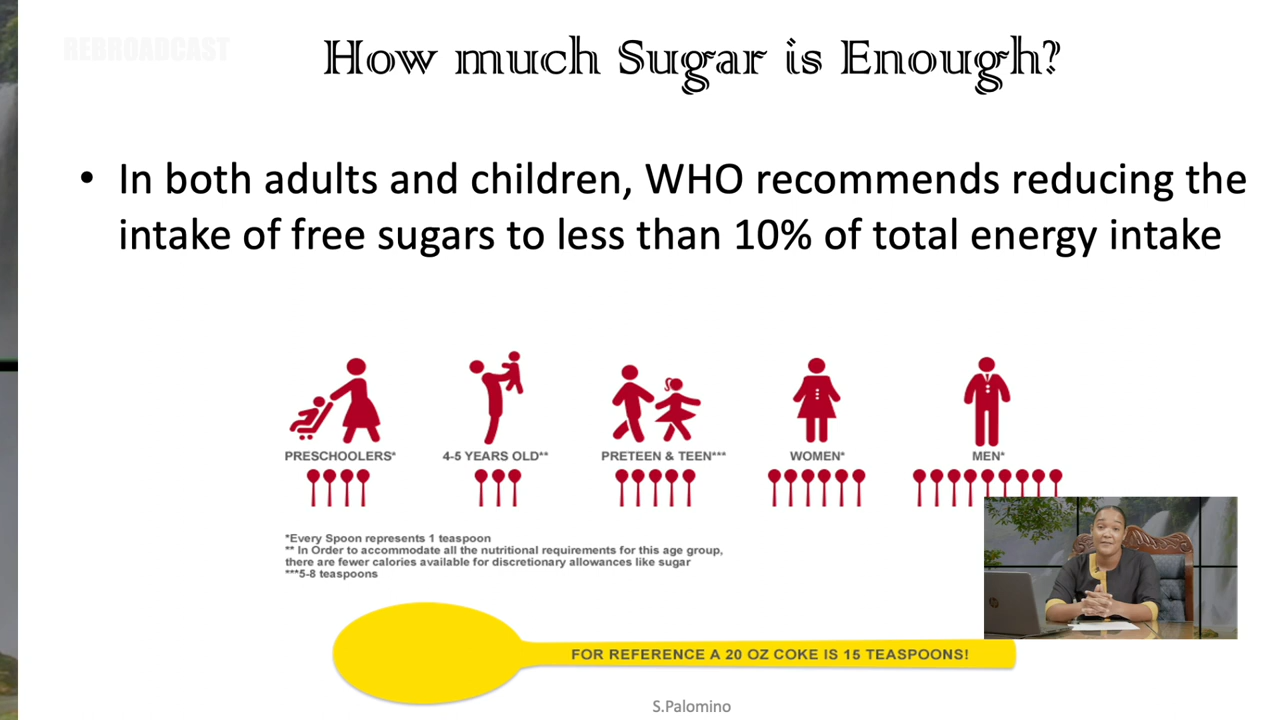 REBROADCAST
How much Sugar is Enough?
• In both adults and children, WHO recommends reducing the
intake of free sugars to less than 10% of total energy intake
PRESCHOOLERS*
4-5 YEARS OLD**
PRETEEN & TEEN***
WOMEN*
MEN*
*Every Spoon represents 1 teaspoon
** In Order to accommodate all the nutritional requirements for this age group,
there are fewer calories available for discretionary allowances like sugar
***5-8 teaspoons
FOR REFERENCE A 20 OZ COKE IS 15 TEASPOONS!
S.Palomino